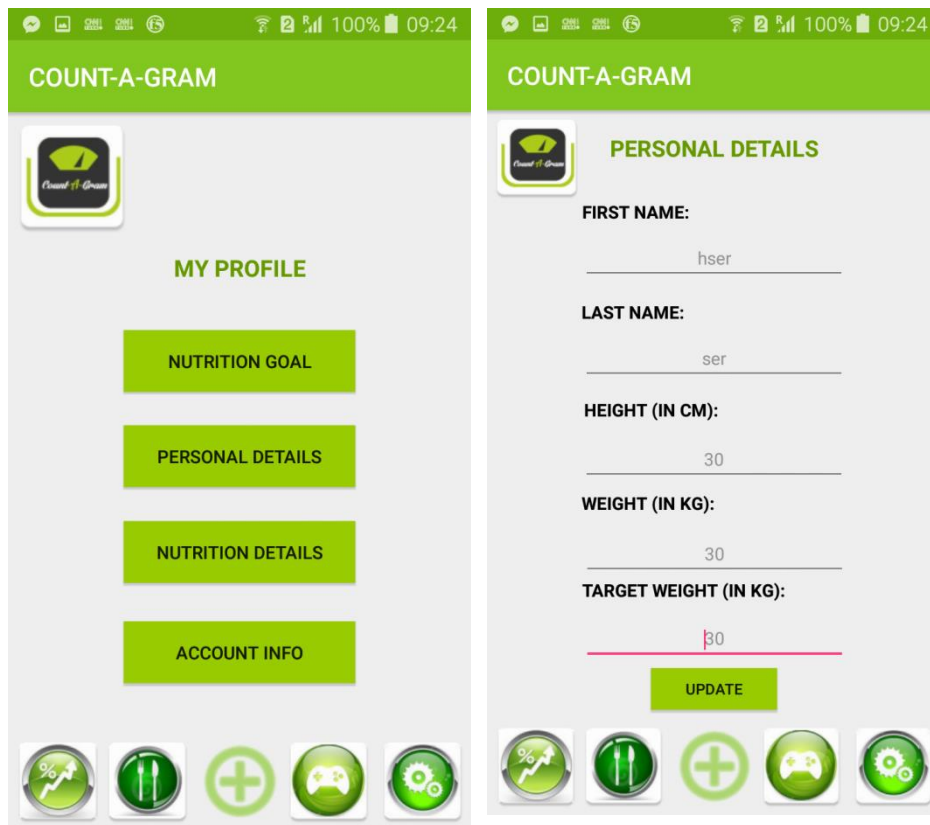 2 R 100% 09:24
COUNT-A-GRAM
Count-A-Gram
MY PROFILE
NUTRITION GOAL
PERSONAL DETAILS
NUTRITION DETAILS
ACCOUNT INFO
%
2 R 100% 09:24
COUNT-A-GRAM
Count-A-Gram
PERSONAL DETAILS
FIRST NAME:
hser
LAST NAME:
ser
HEIGHT (IN CM):
30
WEIGHT (IN KG):
30
TARGET WEIGHT (IN KG):
30
UPDATE
%